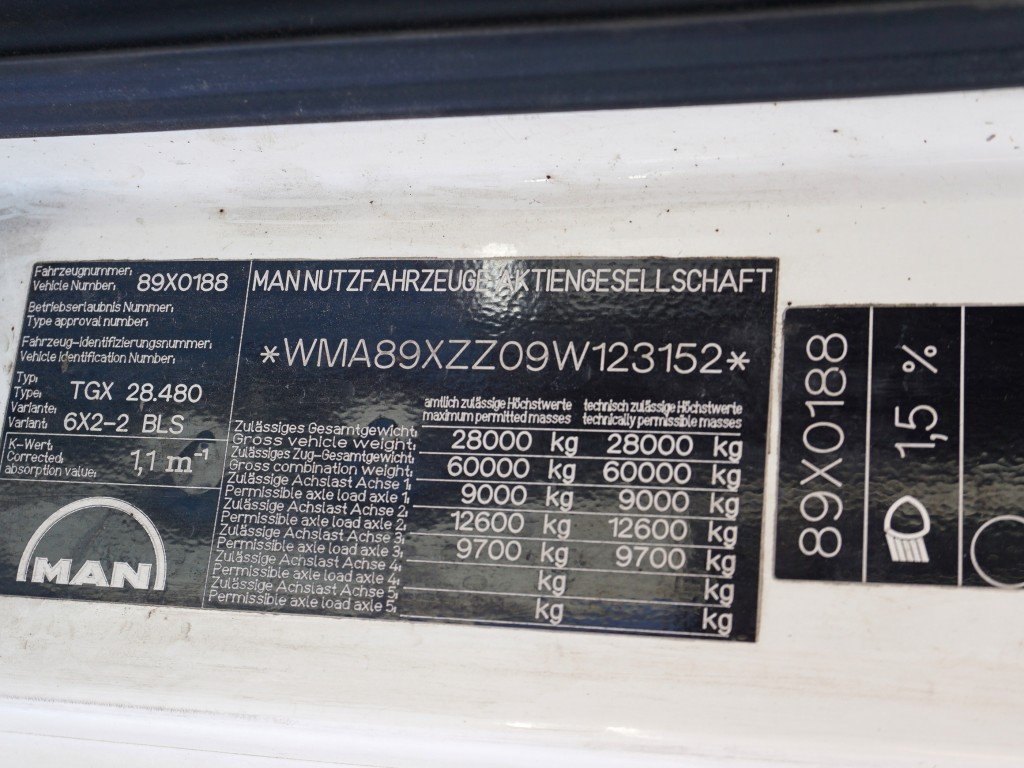 Fahrzeugnummer:
Vehicle Number: 89X0188
Betriebserlaubnis Nummer:
Type approval number:
Fahrzeug-identifizierungsnummer:
Vehicle Identification Number:
Typ:
Type: TGX 28.480
Variante:
Variant: 6X2-2 BLS
K-Wert:
Corrected
absorption value: 1,1 m⁻¹
MAN
MAN NUTZFAHRZEUGE AKTIENGESELLSCHAFT
*WMA89XZZ09W123152*
amtlich zulässige Höchstwerte technisch zulässige Höchstwerte
maximum permitted masses technically permissible masses
Zulässiges Gesamtgewicht:
Gross vehicle weight: 28000 kg 28000 kg
Zulässiges Zug-Gesamtgewicht:
Gross combination weight: 60000 kg 60000 kg
Zulässige Achslast Achse 1:
Permissible axle load axle 1: 9000 kg 9000 kg
Zulässige Achslast Achse 2:
Permissible axle load axle 2: 12600 kg 12600 kg
Zulässige Achslast Achse 3:
Permissible axle load axle 3: 9700 kg 9700 kg
Zulässige Achslast Achse 4:
Permissible axle load axle 4: kg kg
Zulässige Achslast Achse 5:
Permissible axle load axle 5: kg kg
89X0188
1,5 %